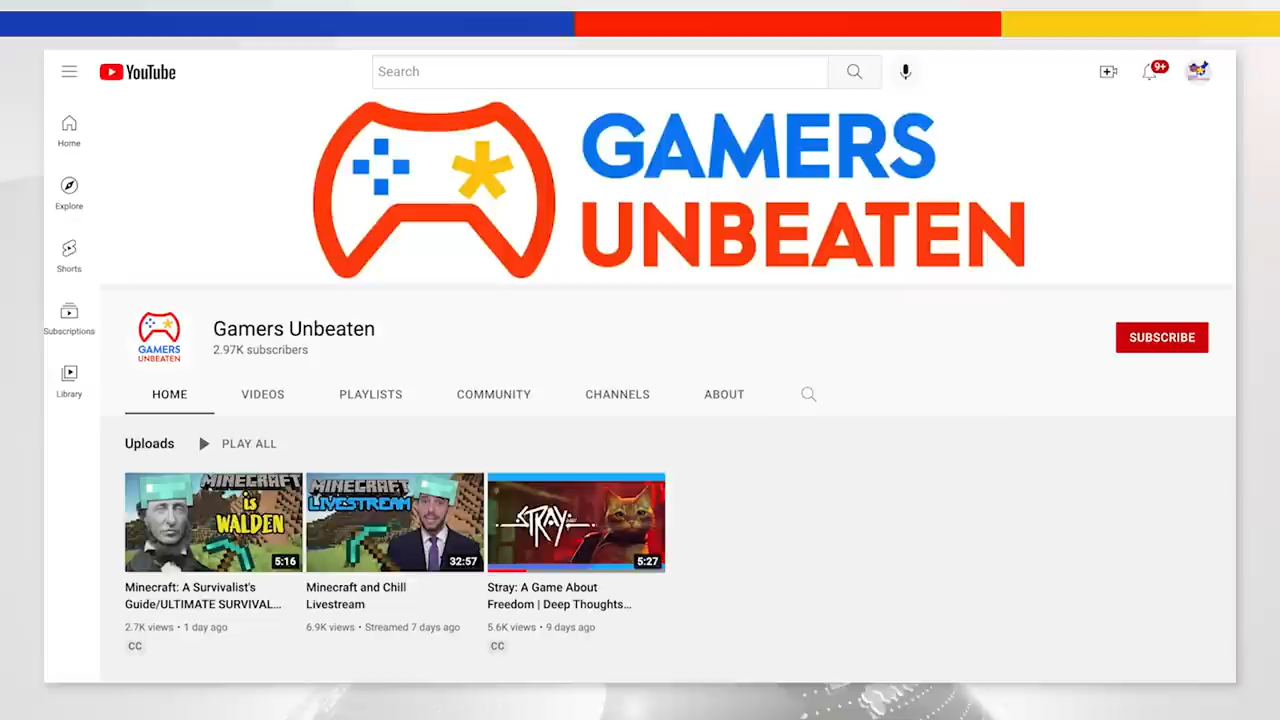 YouTube
Search
9+
Home
Explore
Shorts
Subscriptions
Library
GAMERS
UNBEATEN
GAMERS
UNBEATEN
Gamers Unbeaten
2.97K subscribers
SUBSCRIBE
HOME VIDEOS PLAYLISTS COMMUNITY CHANNELS ABOUT
Uploads PLAY ALL
MINECRAFT
is
WALDEN
5:16
MINECRAFT
LIVESTREAM
32:57
STRAY
5:27
Minecraft: A Survivalist's
Guide/ULTIMATE SURVIVAL...
2.7K views • 1 day ago
CC
Minecraft and Chill
Livestream
6.9K views • Streamed 7 days ago
Stray: A Game About
Freedom | Deep Thoughts...
5.6K views • 9 days ago
CC